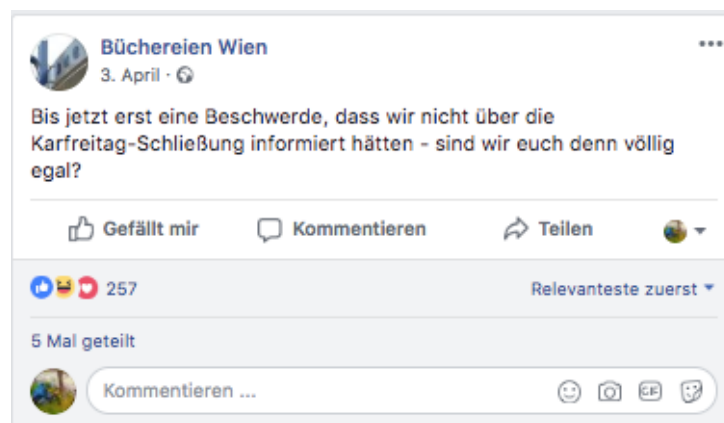 Büchereien Wien
3. April ·
Bis jetzt erst eine Beschwerde, dass wir nicht über die
Karfreitag-Schließung informiert hätten - sind wir euch denn völlig
egal?
Gefällt mir Kommentieren Teilen
257 Relevanteste zuerst
5 Mal geteilt
Kommentieren ... GIF